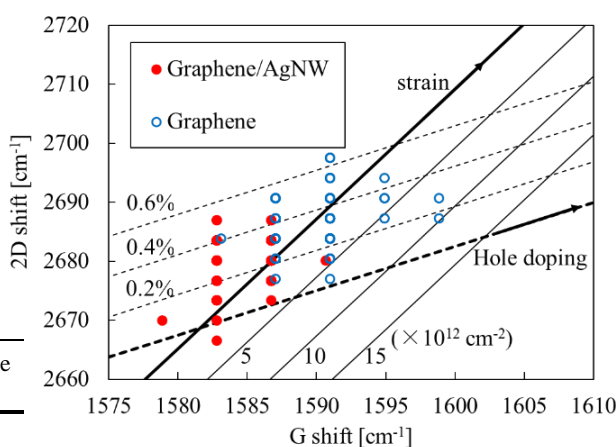 2720
2710
2700
2690
2680
2670
2660
2D shift [cm-1]
Graphene/AgNW
Graphene
strain
0.6%
0.4%
0.2%
Hole doping
5
10
15
(×10^12 cm-2)
e
1575
1580
1585
1590
1595
1600
1605
1610
G shift [cm-1]